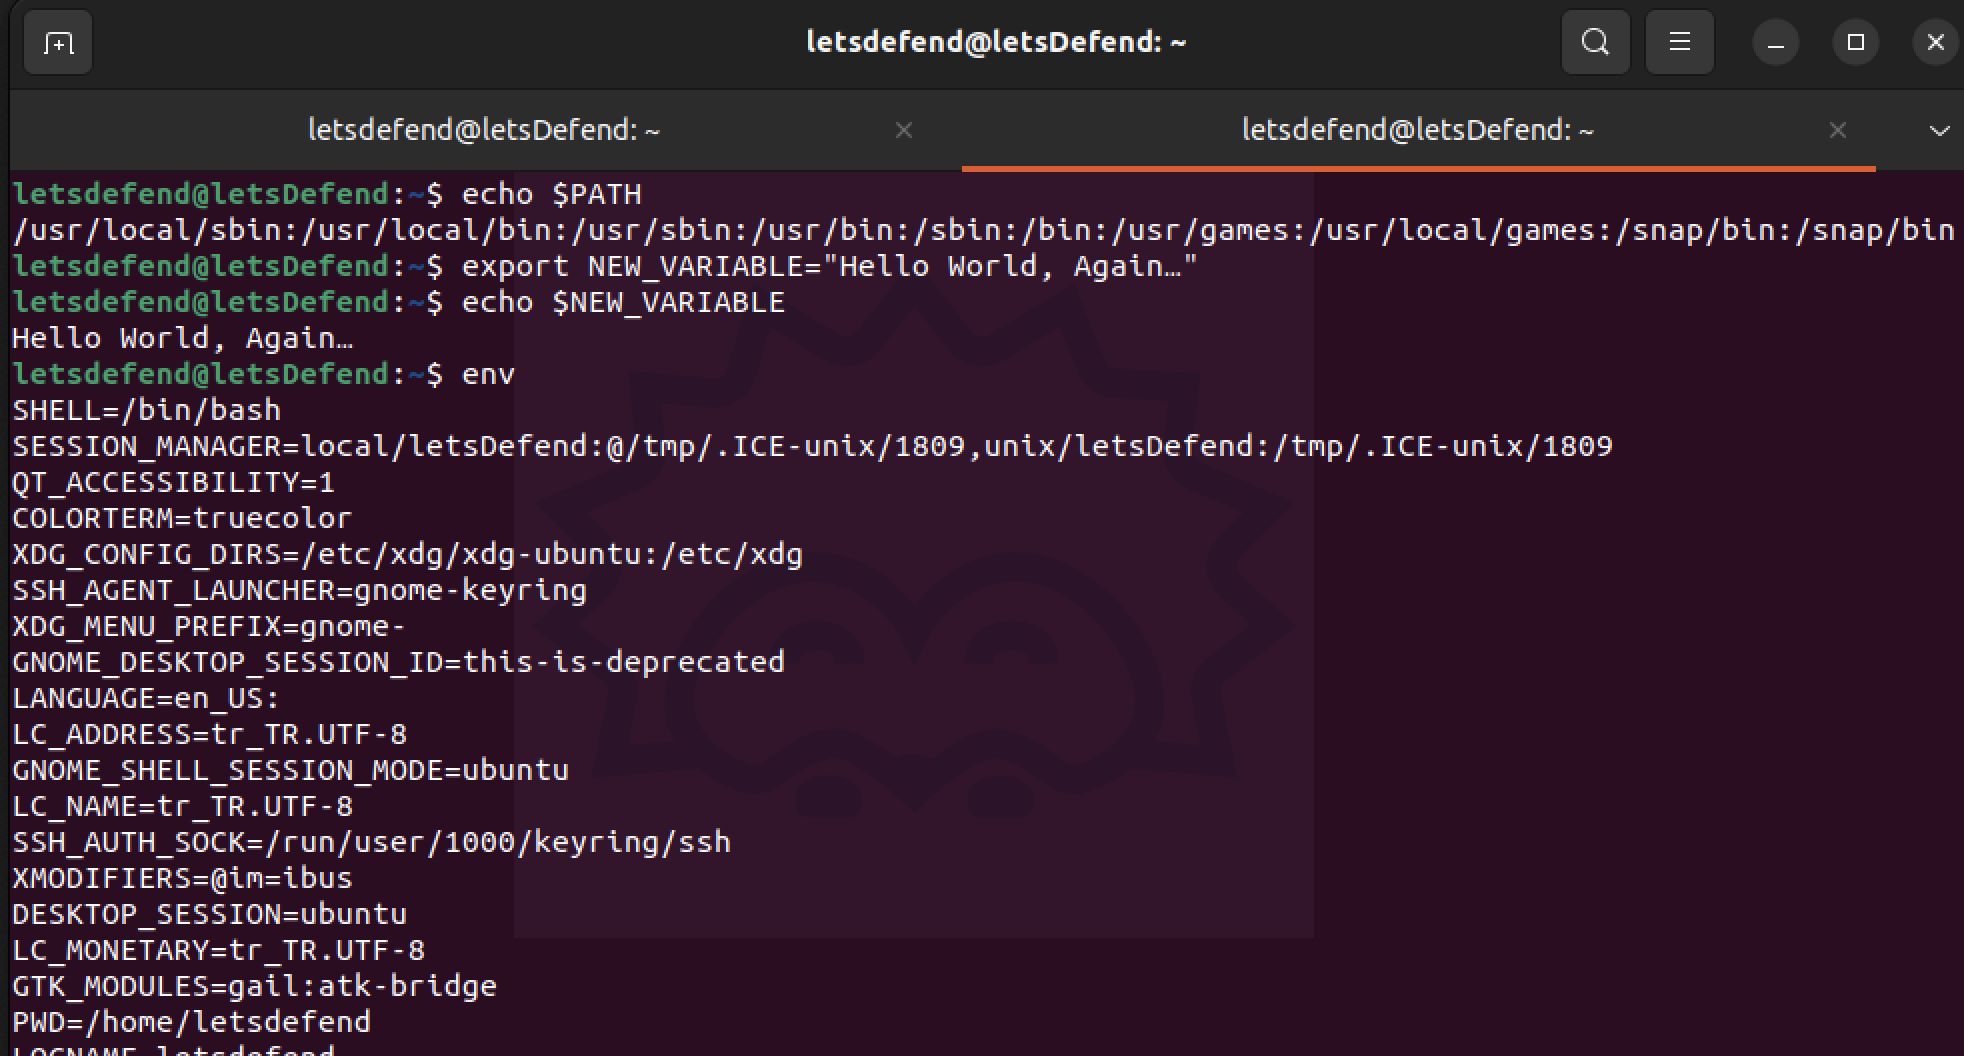 letsdefend@letsDefend: ~
letsdefend@letsDefend: ~
letsdefend@letsDefend: ~
letsdefend@letsDefend:~$ echo $PATH
/usr/local/sbin:/usr/local/bin:/usr/sbin:/usr/bin:/sbin:/bin:/usr/games:/usr/local/games:/snap/bin:/snap/bin
letsdefend@letsDefend:~$ export NEW_VARIABLE="Hello World, Again…"
letsdefend@letsDefend:~$ echo $NEW_VARIABLE
Hello World, Again…
letsdefend@letsDefend:~$ env
SHELL=/bin/bash
SESSION_MANAGER=local/letsDefend:@/tmp/.ICE-unix/1809,unix/letsDefend:/tmp/.ICE-unix/1809
QT_ACCESSIBILITY=1
COLORTERM=truecolor
XDG_CONFIG_DIRS=/etc/xdg/xdg-ubuntu:/etc/xdg
SSH_AGENT_LAUNCHER=gnome-keyring
XDG_MENU_PREFIX=gnome-
GNOME_DESKTOP_SESSION_ID=this-is-deprecated
LANGUAGE=en_US:
LC_ADDRESS=tr_TR.UTF-8
GNOME_SHELL_SESSION_MODE=ubuntu
LC_NAME=tr_TR.UTF-8
SSH_AUTH_SOCK=/run/user/1000/keyring/ssh
XMODIFIERS=@im=ibus
DESKTOP_SESSION=ubuntu
LC_MONETARY=tr_TR.UTF-8
GTK_MODULES=gail:atk-bridge
PWD=/home/letsdefend
LOGNAME=letsdefend